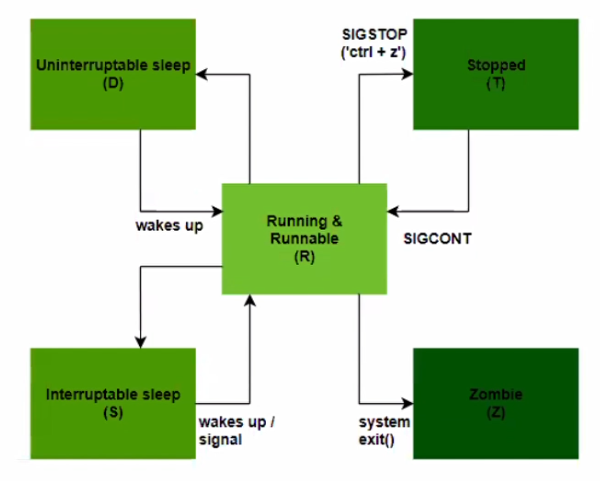 Uninterruptable sleep
(D)
SIGSTOP
('ctrl + z')
Stopped
(T)
wakes up
Running &
Runnable
(R)
SIGCONT
Interruptable sleep
(S)
wakes up /
signal
system
exit()
Zombie
(Z)